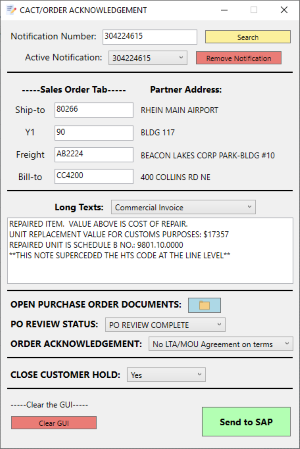 CACT/ORDER ACKNOWLEDGEMENT
Notification Number: 304224615 Search
Active Notification: 304224615 Remove Notification
-----Sales Order Tab----- Partner Address:
Ship-to 80266 RHEIN MAIN AIRPORT
Y1 90 BLDG 117
Freight AB2224 BEACON LAKES CORP PARK-BLDG #10
Bill-to CC4200 400 COLLINS RD NE
Long Texts: Commercial Invoice
REPAIRED ITEM. VALUE ABOVE IS COST OF REPAIR.
UNIT REPLACEMENT VALUE FOR CUSTOMS PURPOSES: $17357
REPAIRED UNIT IS SCHEDULE B NO.: 9801.10.0000
**THIS NOTE SUPERCEDED THE HTS CODE AT THE LINE LEVEL**
OPEN PURCHASE ORDER DOCUMENTS:
PO REVIEW STATUS: PO REVIEW COMPLETE
ORDER ACKNOWLEDGEMENT: No LTA/MOU Agreement on terms
CLOSE CUSTOMER HOLD: Yes
-----Clear the GUI-----
Clear GUI
Send to SAP